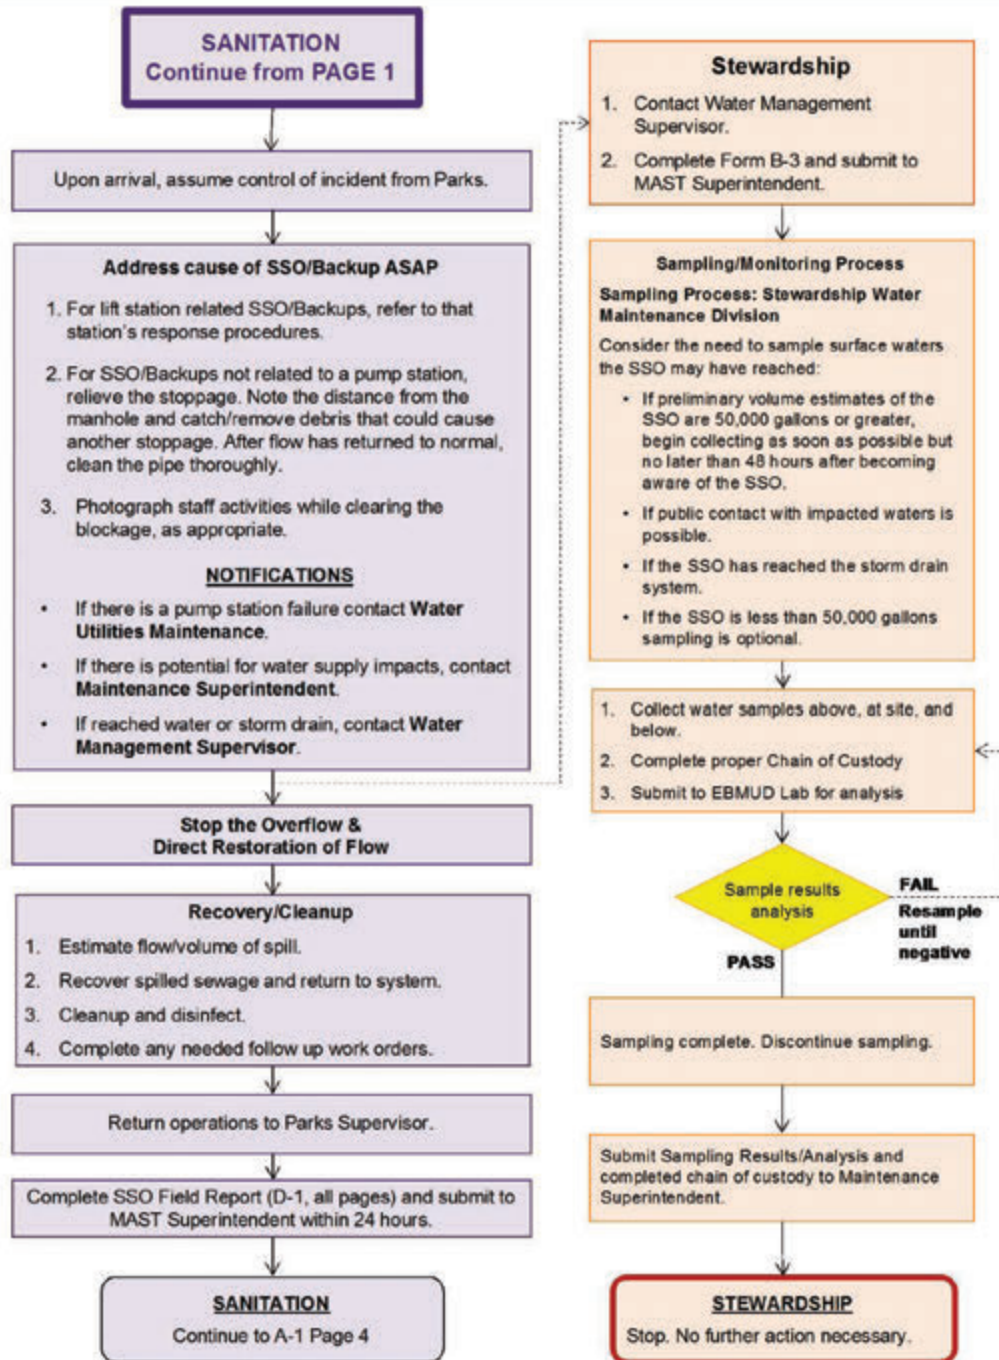 SANITATION
Continue from PAGE 1
Upon arrival, assume control of incident from Parks.
Address cause of SSO/Backup ASAP
1. For lift station related SSO/Backups, refer to that
station's response procedures.
2. For SSO/Backups not related to a pump station,
relieve the stoppage. Note the distance from the
manhole and catch/remove debris that could cause
another stoppage. After flow has returned to normal,
clean the pipe thoroughly.
3. Photograph staff activities while clearing the
blockage, as appropriate.
NOTIFICATIONS
• If there is a pump station failure contact Water
Utilities Maintenance.
• If there is potential for water supply impacts, contact
Maintenance Superintendent.
• If reached water or storm drain, contact Water
Management Supervisor.
Stop the Overflow &
Direct Restoration of Flow
Recovery/Cleanup
1. Estimate flow/volume of spill.
2. Recover spilled sewage and return to system.
3. Cleanup and disinfect.
4. Complete any needed follow up work orders.
Return operations to Parks Supervisor.
Complete SSO Field Report (D-1, all pages) and submit to
MAST Superintendent within 24 hours.
SANITATION
Continue to A-1 Page 4
Stewardship
1. Contact Water Management
Supervisor.
2. Complete Form B-3 and submit to
MAST Superintendent.
Sampling/Monitoring Process
Sampling Process: Stewardship Water
Maintenance Division
Consider the need to sample surface waters
the SSO may have reached:
• If preliminary volume estimates of the
SSO are 50,000 gallons or greater,
begin collecting as soon as possible but
no later than 48 hours after becoming
aware of the SSO.
• If public contact with impacted waters is
possible.
• If the SSO has reached the storm drain
system.
• If the SSO is less than 50,000 gallons
sampling is optional.
1. Collect water samples above, at site, and
below.
2. Complete proper Chain of Custody
3. Submit to EBMUD Lab for analysis
Sample results
analysis
FAIL
Resample
until
negative
PASS
Sampling complete. Discontinue sampling.
Submit Sampling Results/Analysis and
completed chain of custody to Maintenance
Superintendent.
STEWARDSHIP
Stop. No further action necessary.